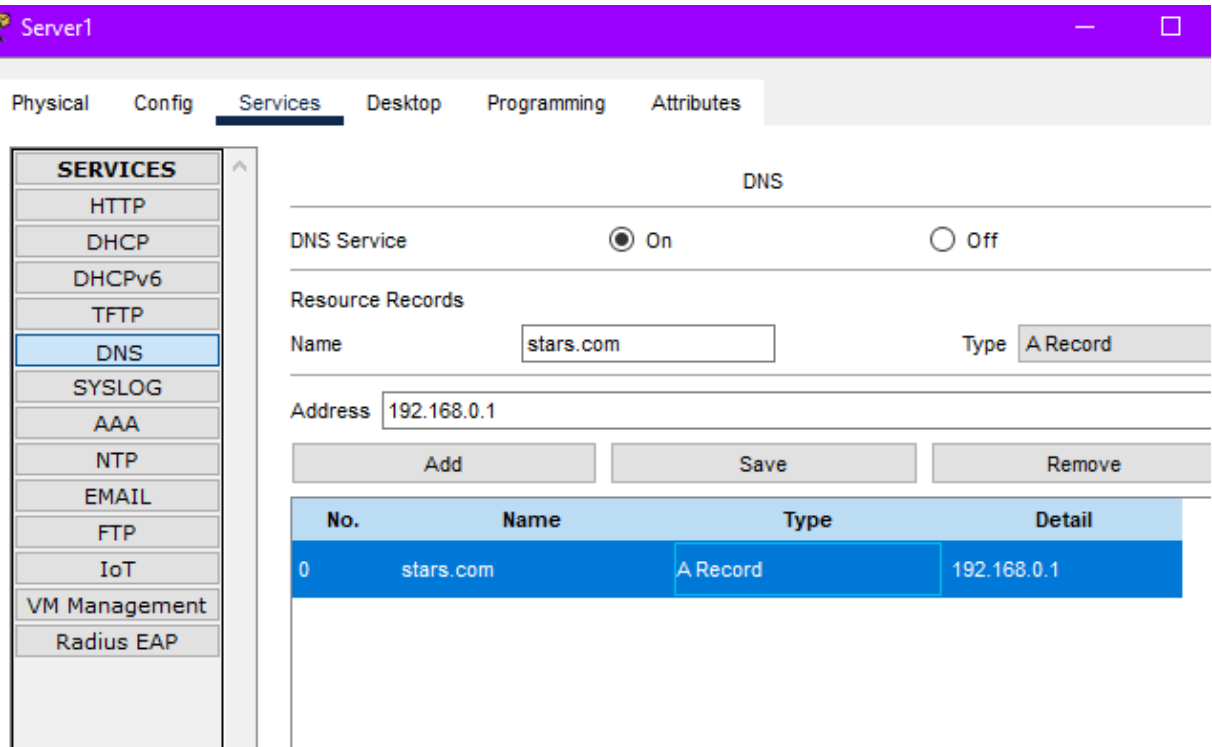 Server1
Physical Config Services Desktop Programming Attributes
SERVICES
HTTP
DHCP
DHCPv6
TFTP
DNS
SYSLOG
AAA
NTP
EMAIL
FTP
IoT
VM Management
Radius EAP
DNS
DNS Service On Off
Resource Records
Name stars.com Type A Record
Address 192.168.0.1
Add Save Remove
No. Name Type Detail
0 stars.com A Record 192.168.0.1